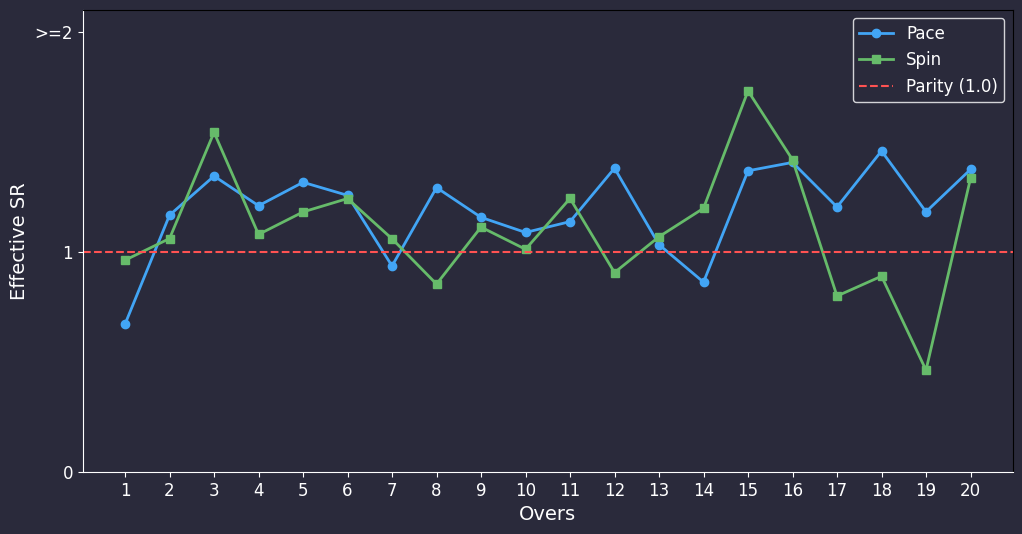 >=2
1
0
Effective SR
Pace
Spin
Parity (1.0)
1 2 3 4 5 6 7 8 9 10 11 12 13 14 15 16 17 18 19 20
Overs